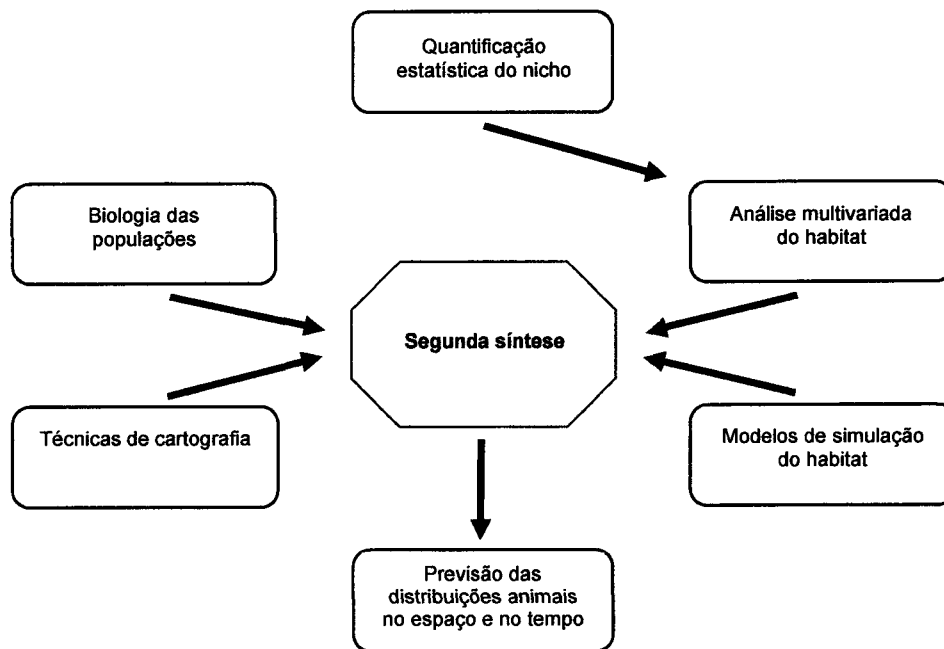 Quantificação
estatística do nicho
Biologia das
populações
Análise multivariada
do habitat
Segunda síntese
Técnicas de cartografia
Modelos de simulação
do habitat
Previsão das
distribuições animais
no espaço e no tempo